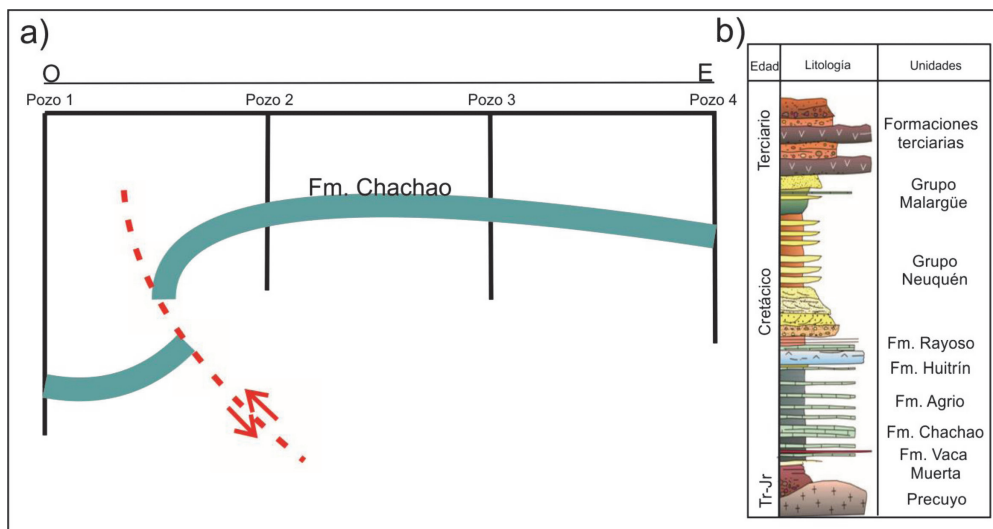 a)
O
E
Pozo 1
Pozo 2
Pozo 3
Pozo 4
Fm. Chachao
b)
Edad
Litología
Unidades
Terciario
Cretácico
Tr-Jr
Formaciones
terciarias
Grupo
Malargüe
Grupo
Neuquén
Fm. Rayoso
Fm. Huitrín
Fm. Agrio
Fm. Chachao
Fm. Vaca
Muerta
Precuyo